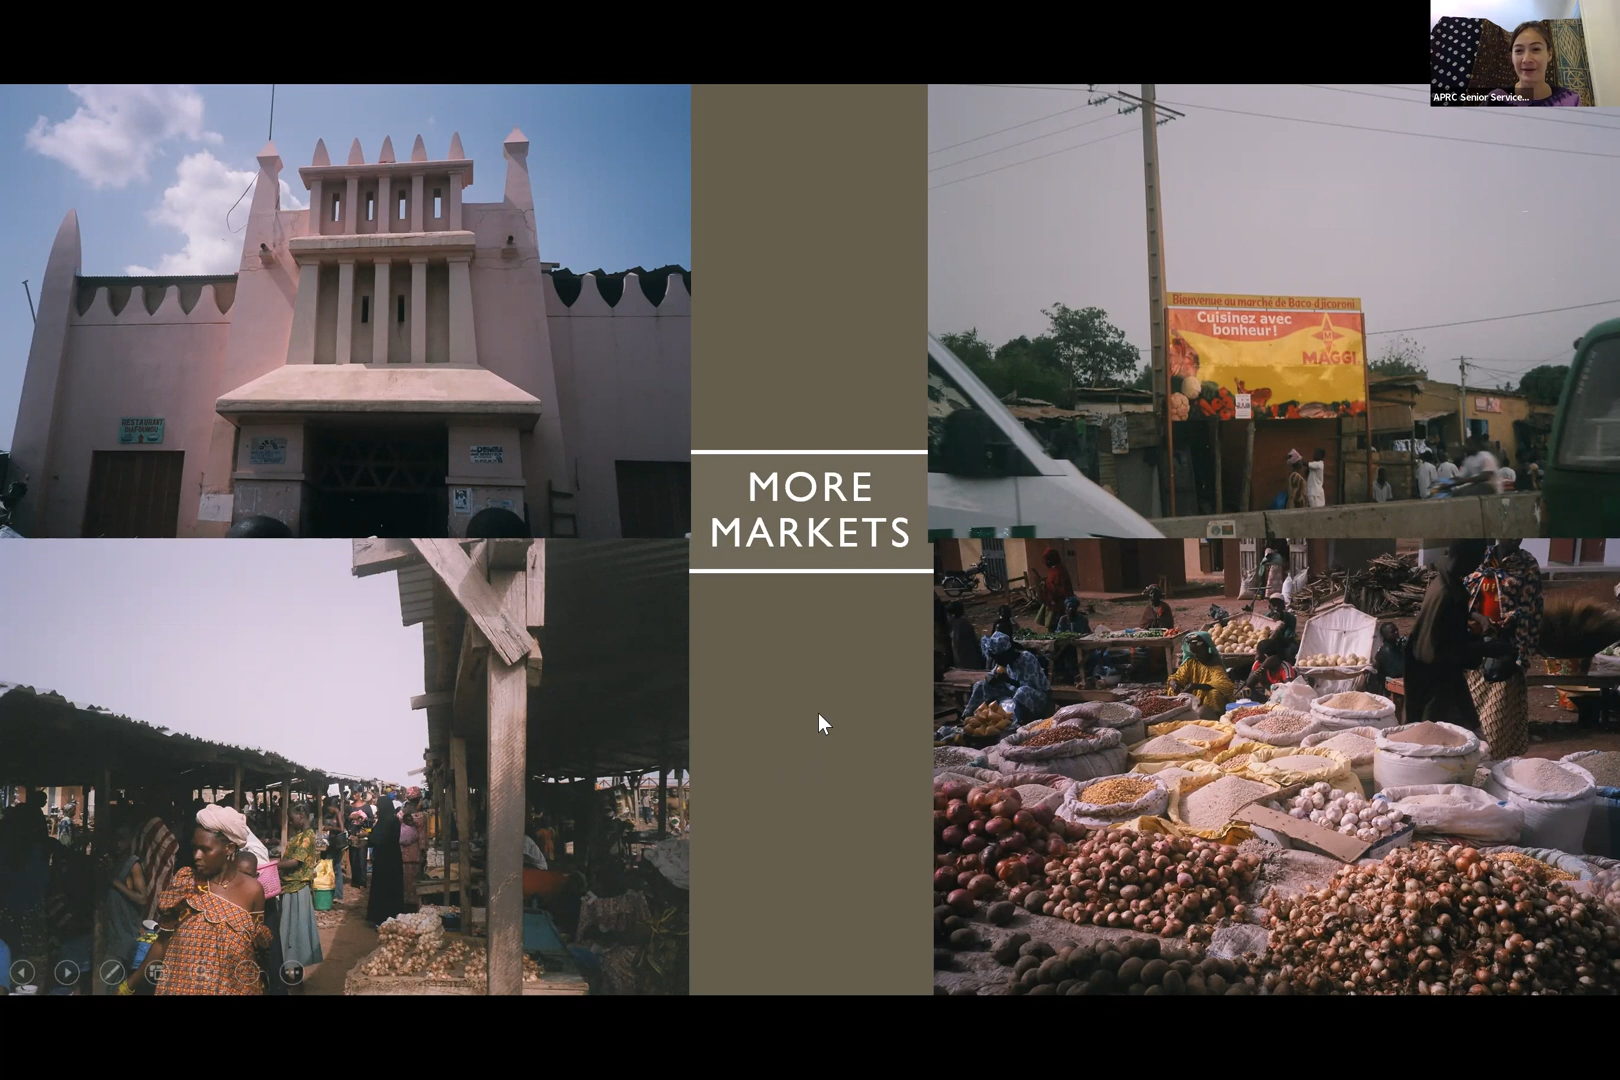 APRC Senior Service...
RESTAURANT
MORE
MARKETS
Bienvenue au marché de Baco-djicoroni
Cuisinez avec
bonheur!
M
MAGGI